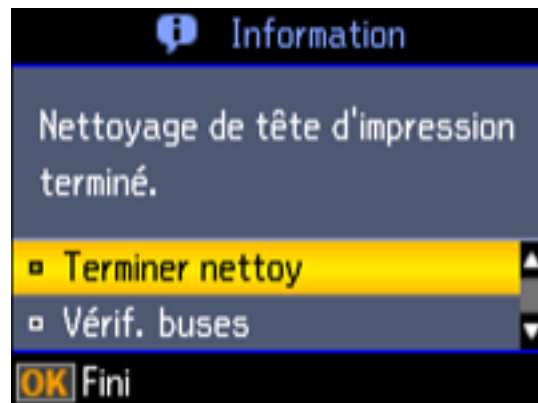 Information
Nettoyage de tête d'impression
terminé.
Terminer nettoy
Vérif. buses
OK Fini